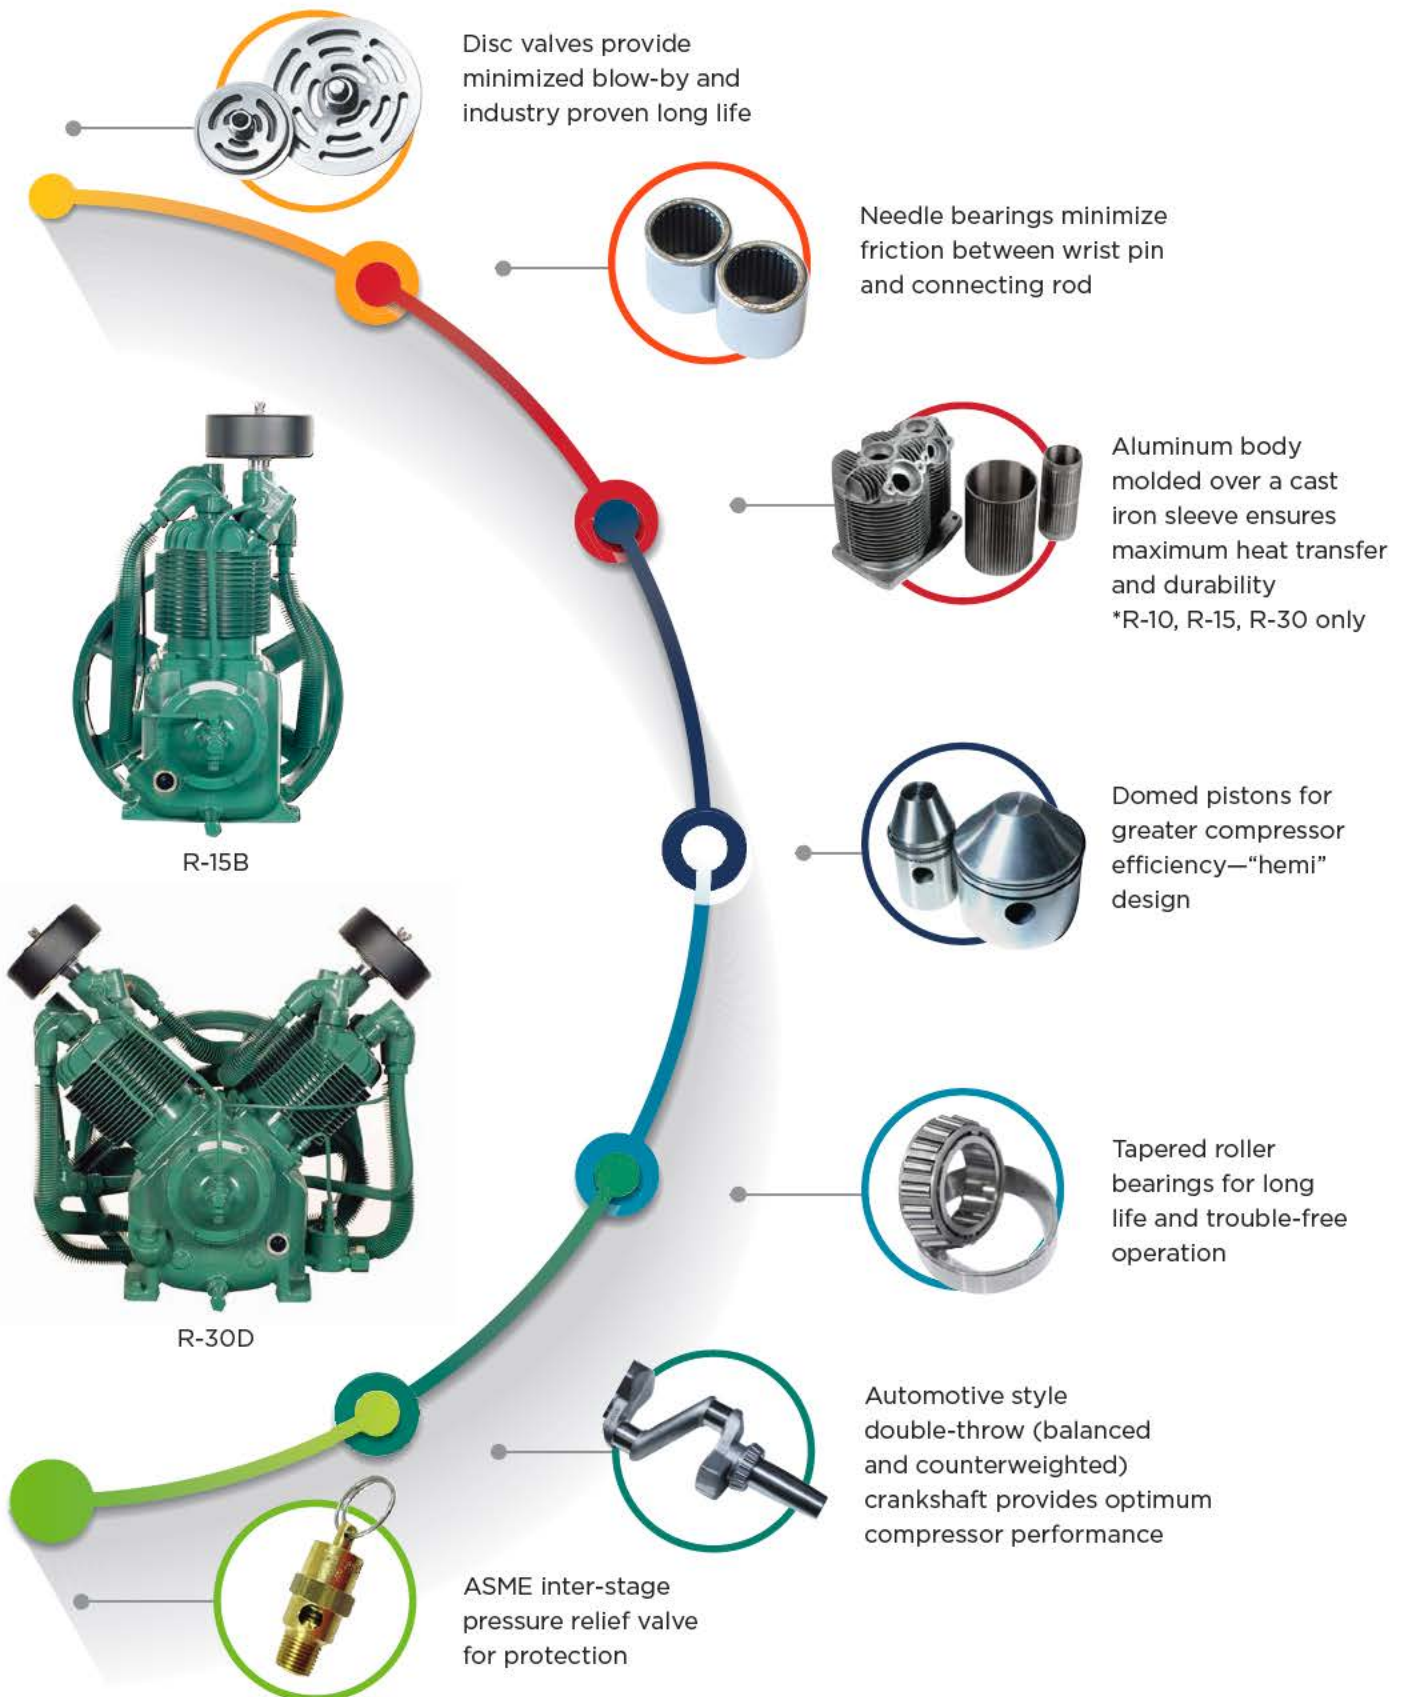 Disc valves provide
minimized blow-by and
industry proven long life
Needle bearings minimize
friction between wrist pin
and connecting rod
Aluminum body
molded over a cast
iron sleeve ensures
maximum heat transfer
and durability
*R-10, R-15, R-30 only
R-15B
Domed pistons for
greater compressor
efficiency—“hemi”
design
R-30D
Tapered roller
bearings for long
life and trouble-free
operation
Automotive style
double-throw (balanced
and counterweighted)
crankshaft provides optimum
compressor performance
ASME inter-stage
pressure relief valve
for protection